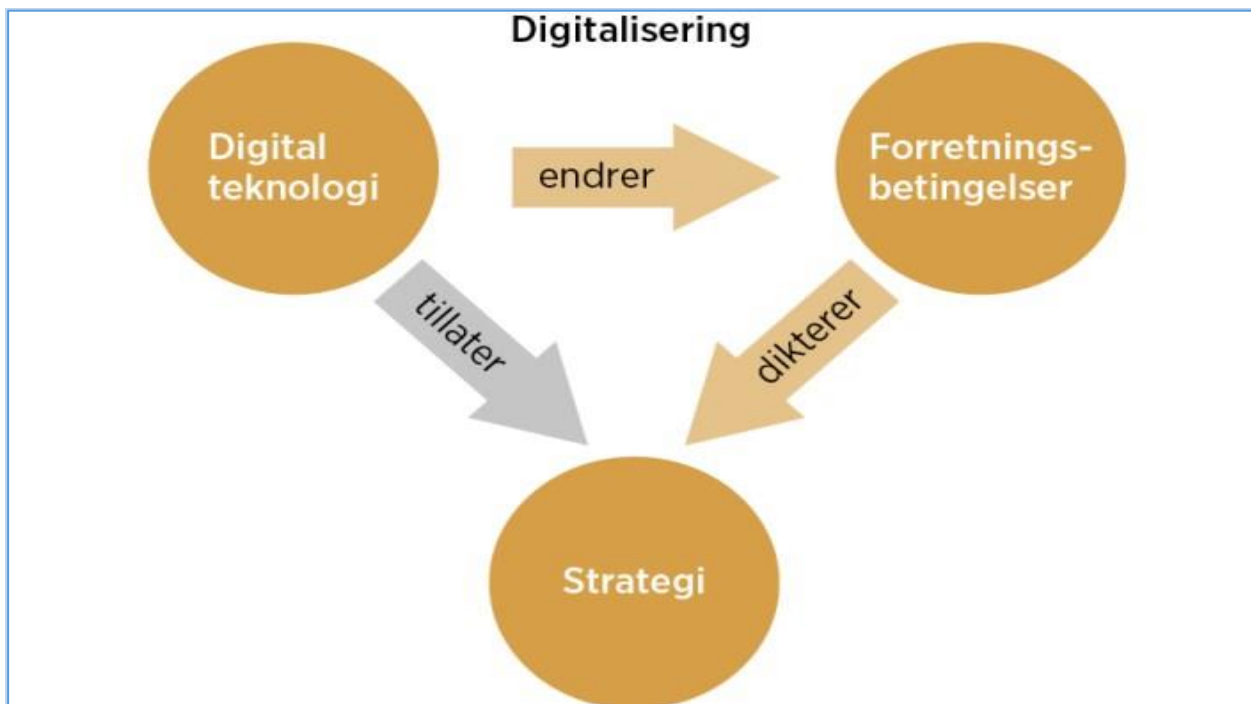 Digitalisering
Digital
teknologi
endrer
Forretnings-
betingelser
tillater
dikterer
Strategi